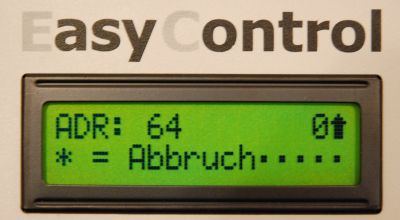 EasyControl
ADR: 64 0⬆
* = Abbruch·····